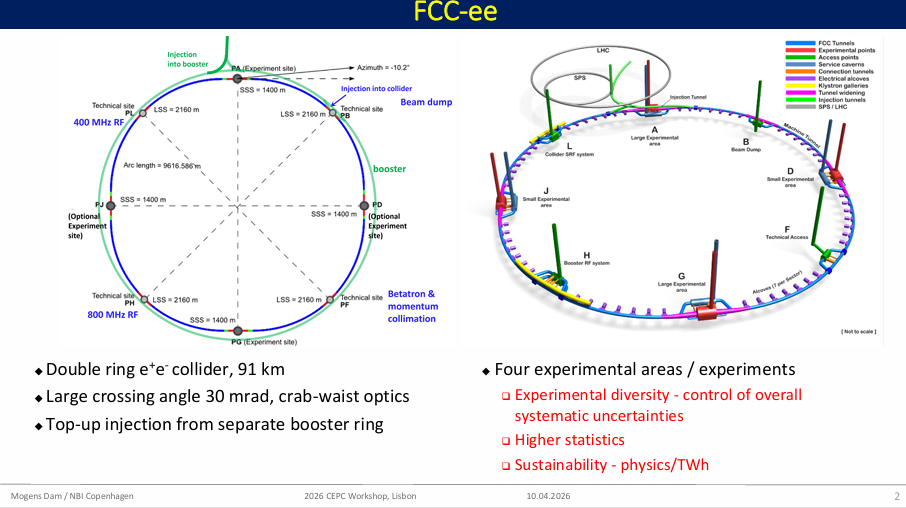 FCC-ee
Injection
into booster
PA (Experiment site)
Azimuth = -10.2°
SSS = 1400 m
Injection into collider
Beam dump
Technical site
PL
LSS = 2160 m
400 MHz RF
LSS = 2160 m
Technical site
PB
Arc length = 9616.586 m
booster
PJ
SSS = 1400 m
(Optional
Experiment
site)
SSS = 1400 m
PD
(Optional
Experiment
site)
Technical site
PH
LSS = 2160 m
800 MHz RF
LSS = 2160 m
Technical site
PF
Betatron &
momentum
collimation
SSS = 1400 m
PG (Experiment site)
LHC
SPS
Injection Tunnel
FCC Tunnels
Experimental points
Access points
Service caverns
Connection tunnels
Electrical alcoves
Klystron galleries
Tunnel widening
Injection tunnels
SPS / LHC
A
Large Experimental
area
B
Beam Dump
Machine Tunnel
L
Collider SRF system
D
Small Experimental
area
J
Small Experimental
area
F
Technical Access
H
Booster RF system
G
Large Experimental
area
Alcoves (7 per Sector)
[ Not to scale ]
◆ Double ring e+e- collider, 91 km
◆ Large crossing angle 30 mrad, crab-waist optics
◆ Top-up injection from separate booster ring
◆ Four experimental areas / experiments
❑ Experimental diversity - control of overall
systematic uncertainties
❑ Higher statistics
❑ Sustainability - physics/TWh
Mogens Dam / NBI Copenhagen
2026 CEPC Workshop, Lisbon
10.04.2026
2